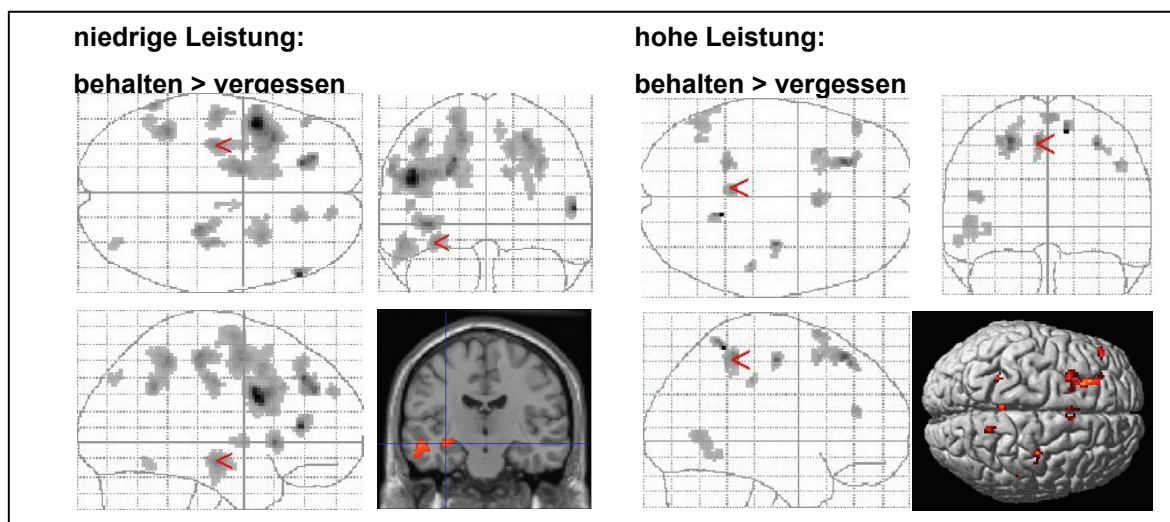 niedrige Leistung:
behalten > vergessen
hohe Leistung:
behalten > vergessen